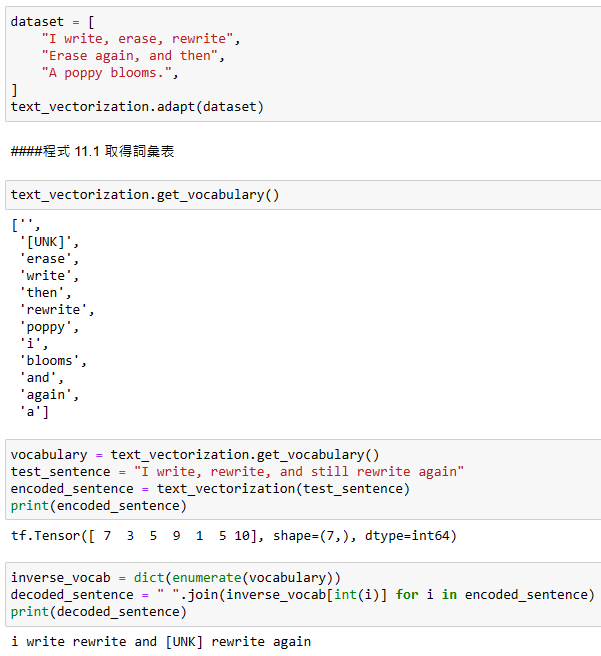 dataset = [
    "I write, erase, rewrite",
    "Erase again, and then",
    "A poppy blooms.",
]
text_vectorization.adapt(dataset)
####程式 11.1 取得詞彙表
text_vectorization.get_vocabulary()
['',
 '[UNK]',
 'erase',
 'write',
 'then',
 'rewrite',
 'poppy',
 'i',
 'blooms',
 'and',
 'again',
 'a']
vocabulary = text_vectorization.get_vocabulary()
test_sentence = "I write, rewrite, and still rewrite again"
encoded_sentence = text_vectorization(test_sentence)
print(encoded_sentence)
tf.Tensor([ 7  3  5  9  1  5 10], shape=(7,), dtype=int64)
inverse_vocab = dict(enumerate(vocabulary))
decoded_sentence = " ".join(inverse_vocab[int(i)] for i in encoded_sentence)
print(decoded_sentence)
i write rewrite and [UNK] rewrite again